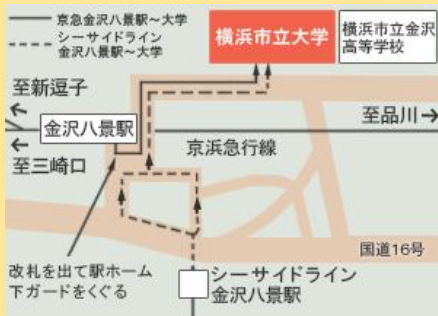 京急金沢八景駅～大学
シーサイドライン
金沢八景駅～大学
横浜市立大学
横浜市立金沢
高等学校
至新逗子
金沢八景駅
至三崎口
至品川
京浜急行線
国道16号
改札を出て駅ホーム
下ガードをくぐる
シーサイドライン
金沢八景駅